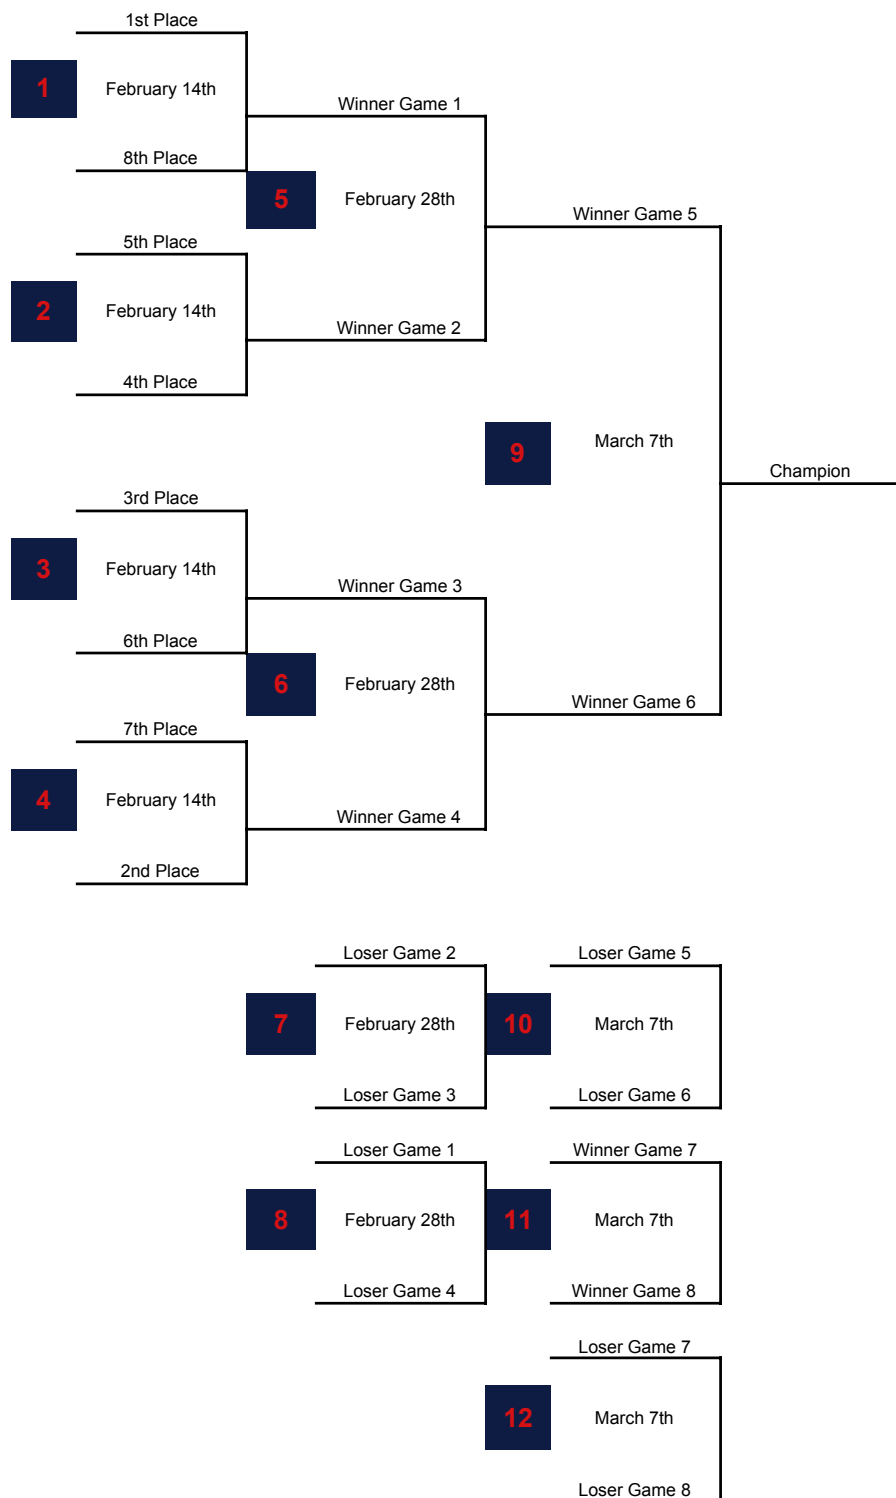 1st Place
1
February 14th
Winner Game 1
8th Place
5
February 28th
Winner Game 5
5th Place
2
February 14th
Winner Game 2
4th Place
9
March 7th
Champion
3rd Place
3
February 14th
Winner Game 3
6th Place
6
February 28th
Winner Game 6
7th Place
4
February 14th
Winner Game 4
2nd Place
Loser Game 2
Loser Game 5
7
February 28th
10
March 7th
Loser Game 3
Loser Game 6
Loser Game 1
Winner Game 7
8
February 28th
11
March 7th
Loser Game 4
Winner Game 8
Loser Game 7
12
March 7th
Loser Game 8